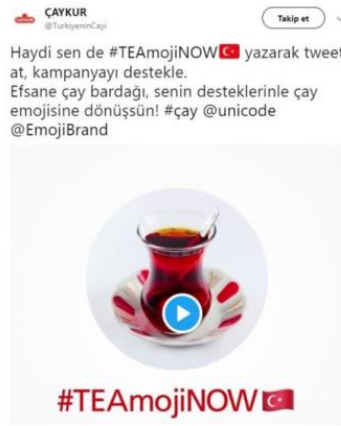 ÇAYKUR
@TurkiyeninCayi
Takip et
Haydi sen de #TEAmojiNOW🇹🇷 yazarak tweet
at, kampanyayı destekle.
Efsane çay bardağı, senin desteklerinle çay
emojisine dönüşsün! #çay @unicode
@EmojiBrand
#TEAmojiNOW🇹🇷